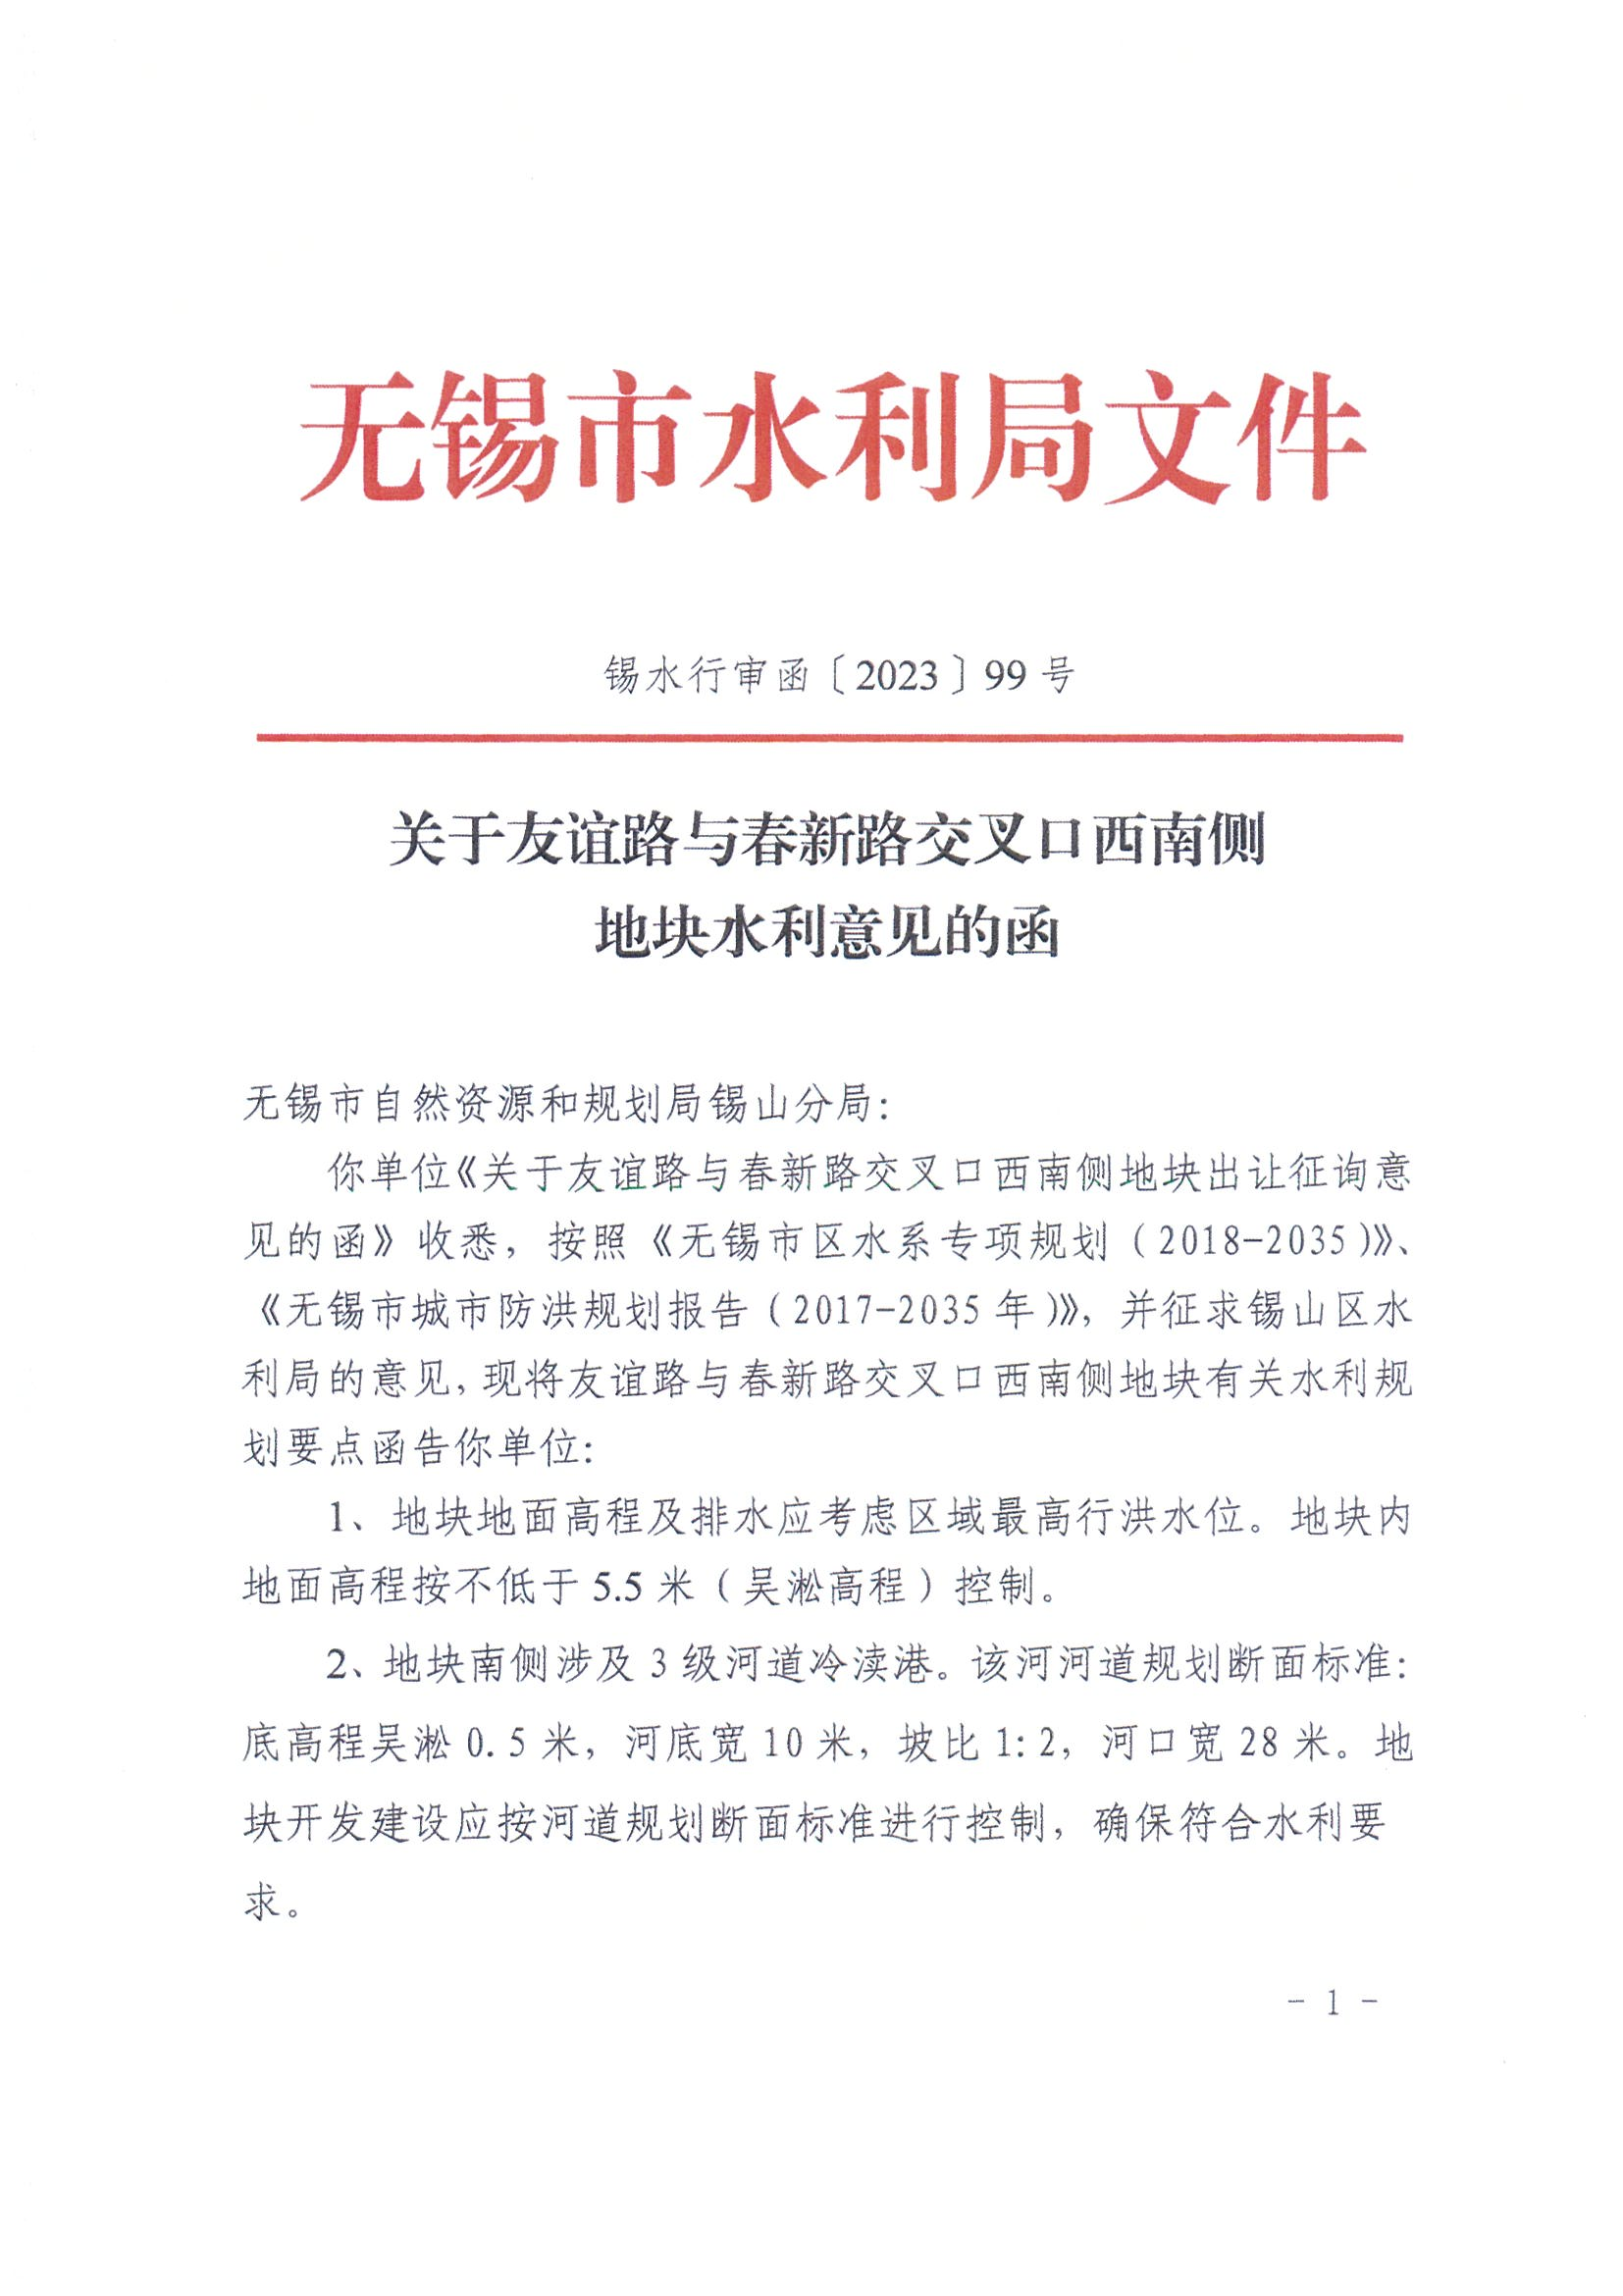 无锡市水利局文件
锡水行审函〔2023〕99 号
关于友谊路与春新路交叉口西南侧
地块水利意见的函
无锡市自然资源和规划局锡山分局：
你单位《关于友谊路与春新路交叉口西南侧地块出让征询意
见的函》收悉，按照《无锡市区水系专项规划（2018-2035）》、
《无锡市城市防洪规划报告（2017-2035 年）》，并征求锡山区水
利局的意见，现将友谊路与春新路交叉口西南侧地块有关水利规
划要点函告你单位：
1、地块地面高程及排水应考虑区域最高行洪水位。地块内
地面高程按不低于 5.5 米（吴淞高程）控制。
2、地块南侧涉及 3 级河道冷渎港。该河河道规划断面标准：
底高程吴淞 0.5 米，河底宽 10 米，坡比 1:2，河口宽 28 米。地
块开发建设应按河道规划断面标准进行控制，确保符合水利要
求。
- 1 -